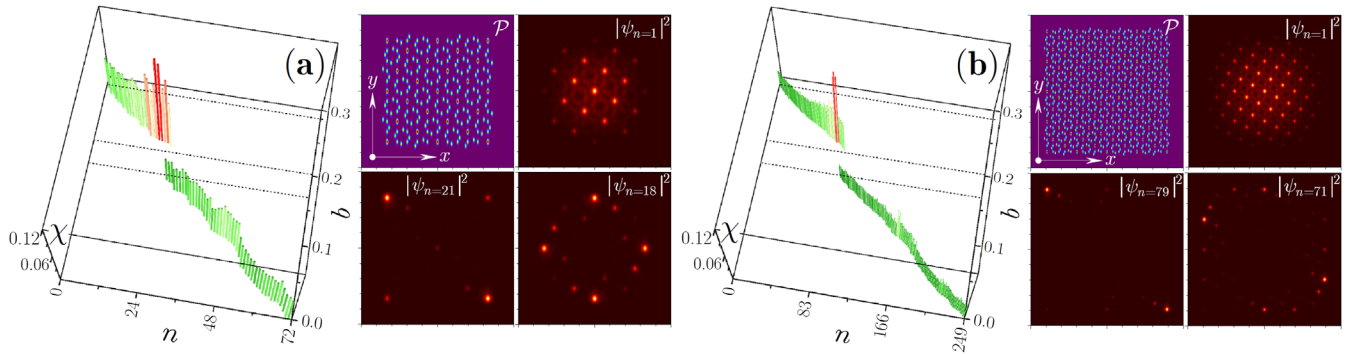 (a)
0.3
0.2
0.1
0.0
b
χ
0.12
0.06
0
24
48
72
n
𝒫
y
x
|ψₙ₌₁|²
|ψₙ₌₂₁|²
|ψₙ₌₁₈|²
(b)
0.3
0.2
0.1
0.0
b
χ
0.12
0.06
0
83
166
249
n
𝒫
y
x
|ψₙ₌₁|²
|ψₙ₌₇₉|²
|ψₙ₌₇₁|²